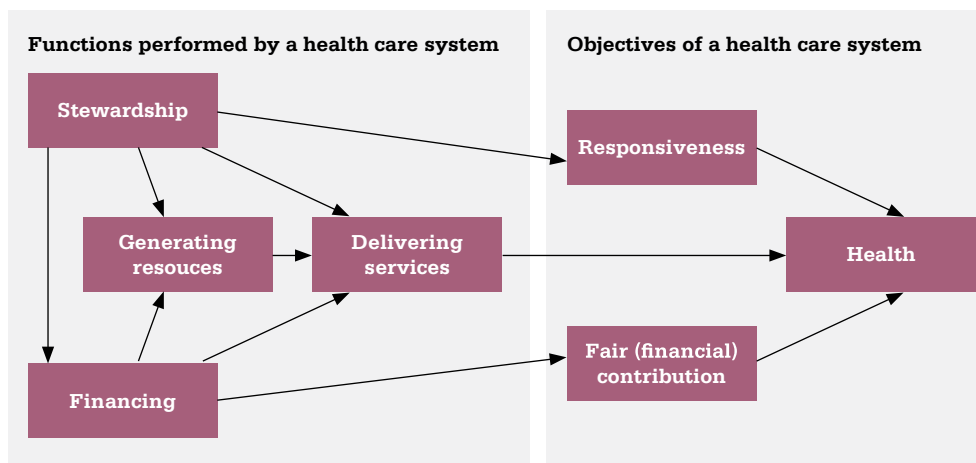 Functions performed by a health care system
Objectives of a health care system
Stewardship
Responsiveness
Generating
resouces
Delivering
services
Health
Fair (financial)
contribution
Financing